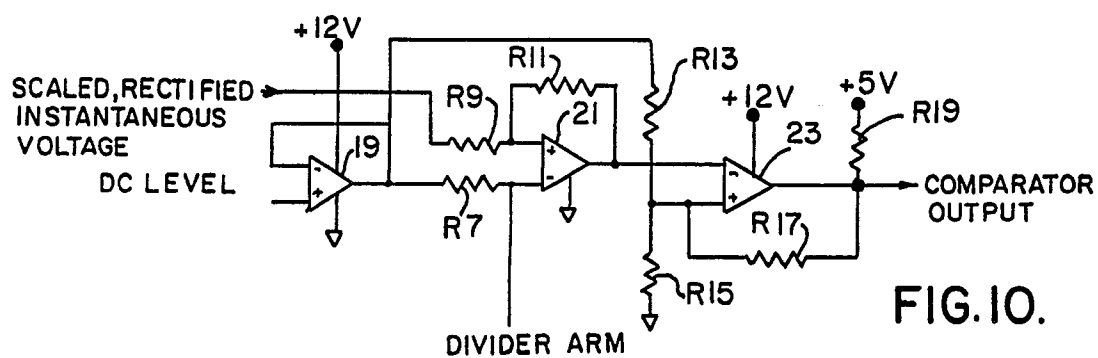 +12V
R11
R13
SCALED, RECTIFIED
INSTANTANEOUS
VOLTAGE
R9
21
+12V
+5V
R19
19
23
DC LEVEL
-
+
+
-
-
+
COMPARATOR
OUTPUT
R7
R17
R15
DIVIDER ARM
FIG. 10.